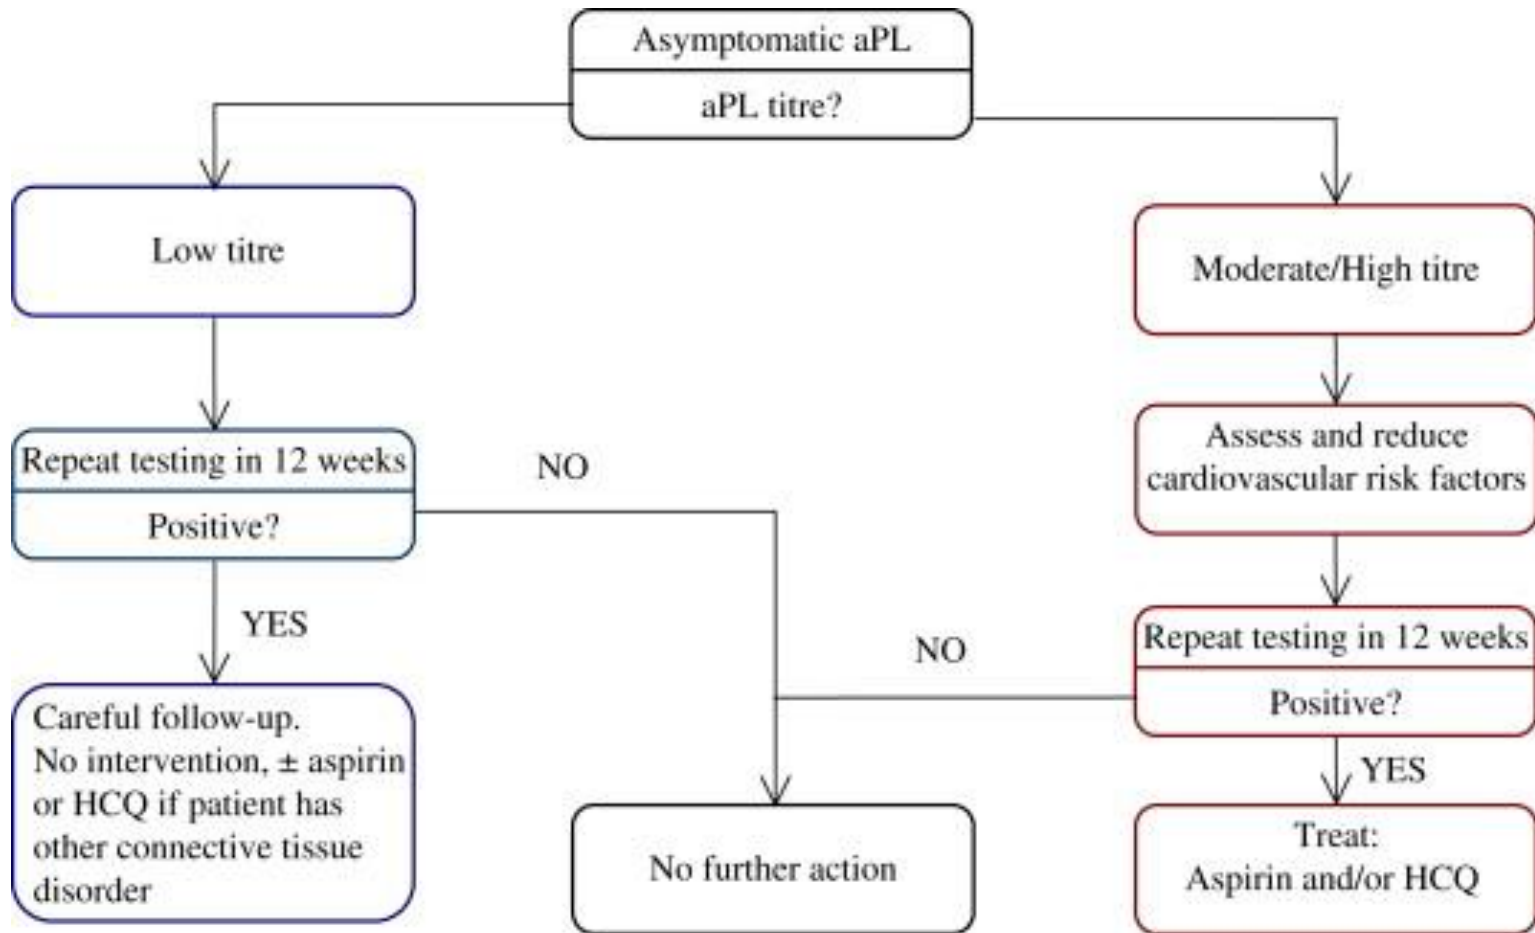 Asymptomatic aPL
aPL titre?
Low titre
Moderate/High titre
Assess and reduce
cardiovascular risk factors
Repeat testing in 12 weeks
Positive?
NO
YES
Repeat testing in 12 weeks
Positive?
NO
YES
Careful follow-up.
No intervention, ± aspirin
or HCQ if patient has
other connective tissue
disorder
No further action
Treat:
Aspirin and/or HCQ